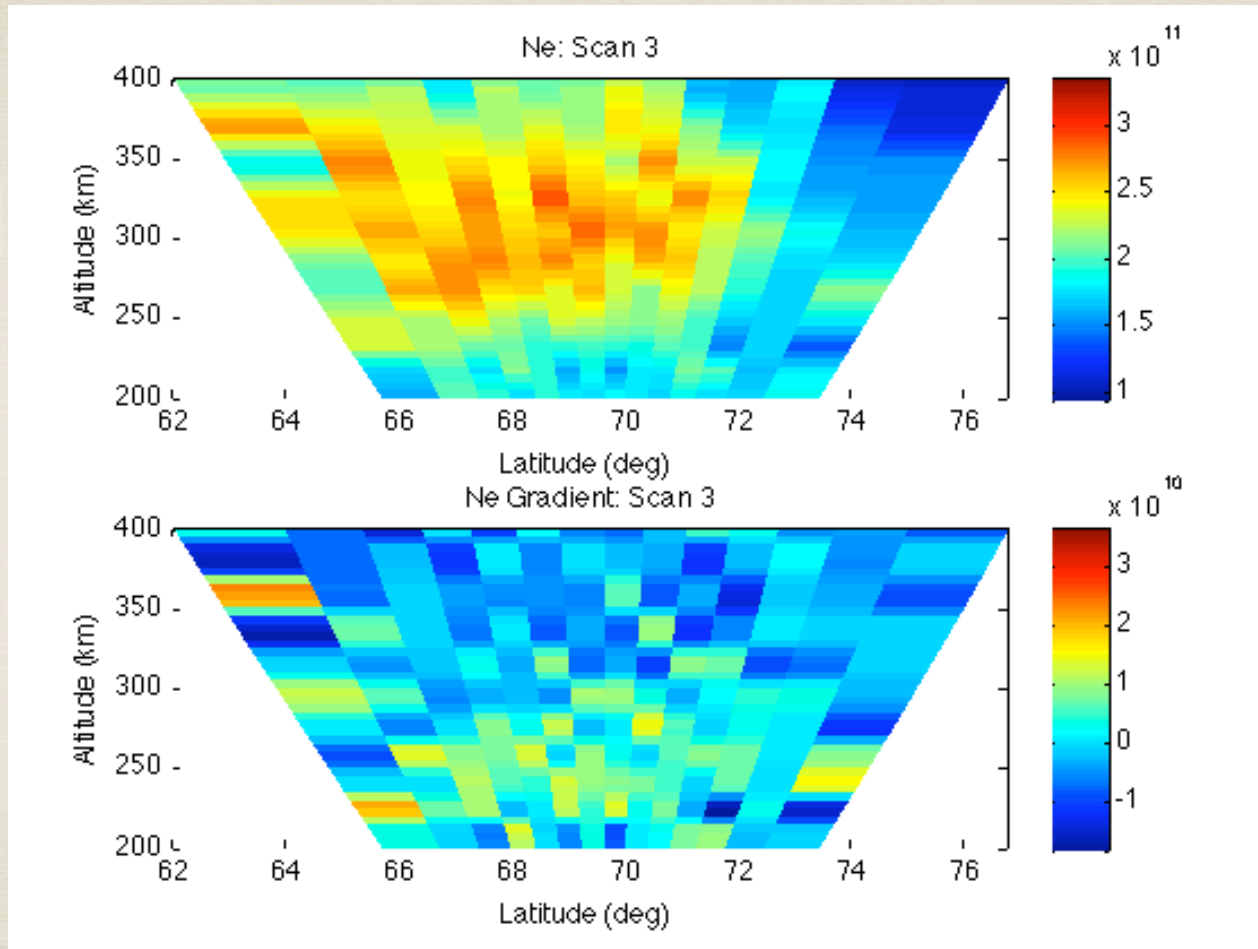 Ne: Scan 3
x 10^11
Altitude (km)
400
350
300
250
200
62 64 66 68 70 72 74 76
Latitude (deg)
3
2.5
2
1.5
1
Ne Gradient: Scan 3
x 10^10
Altitude (km)
400
350
300
250
200
62 64 66 68 70 72 74 76
Latitude (deg)
3
2
1
0
-1